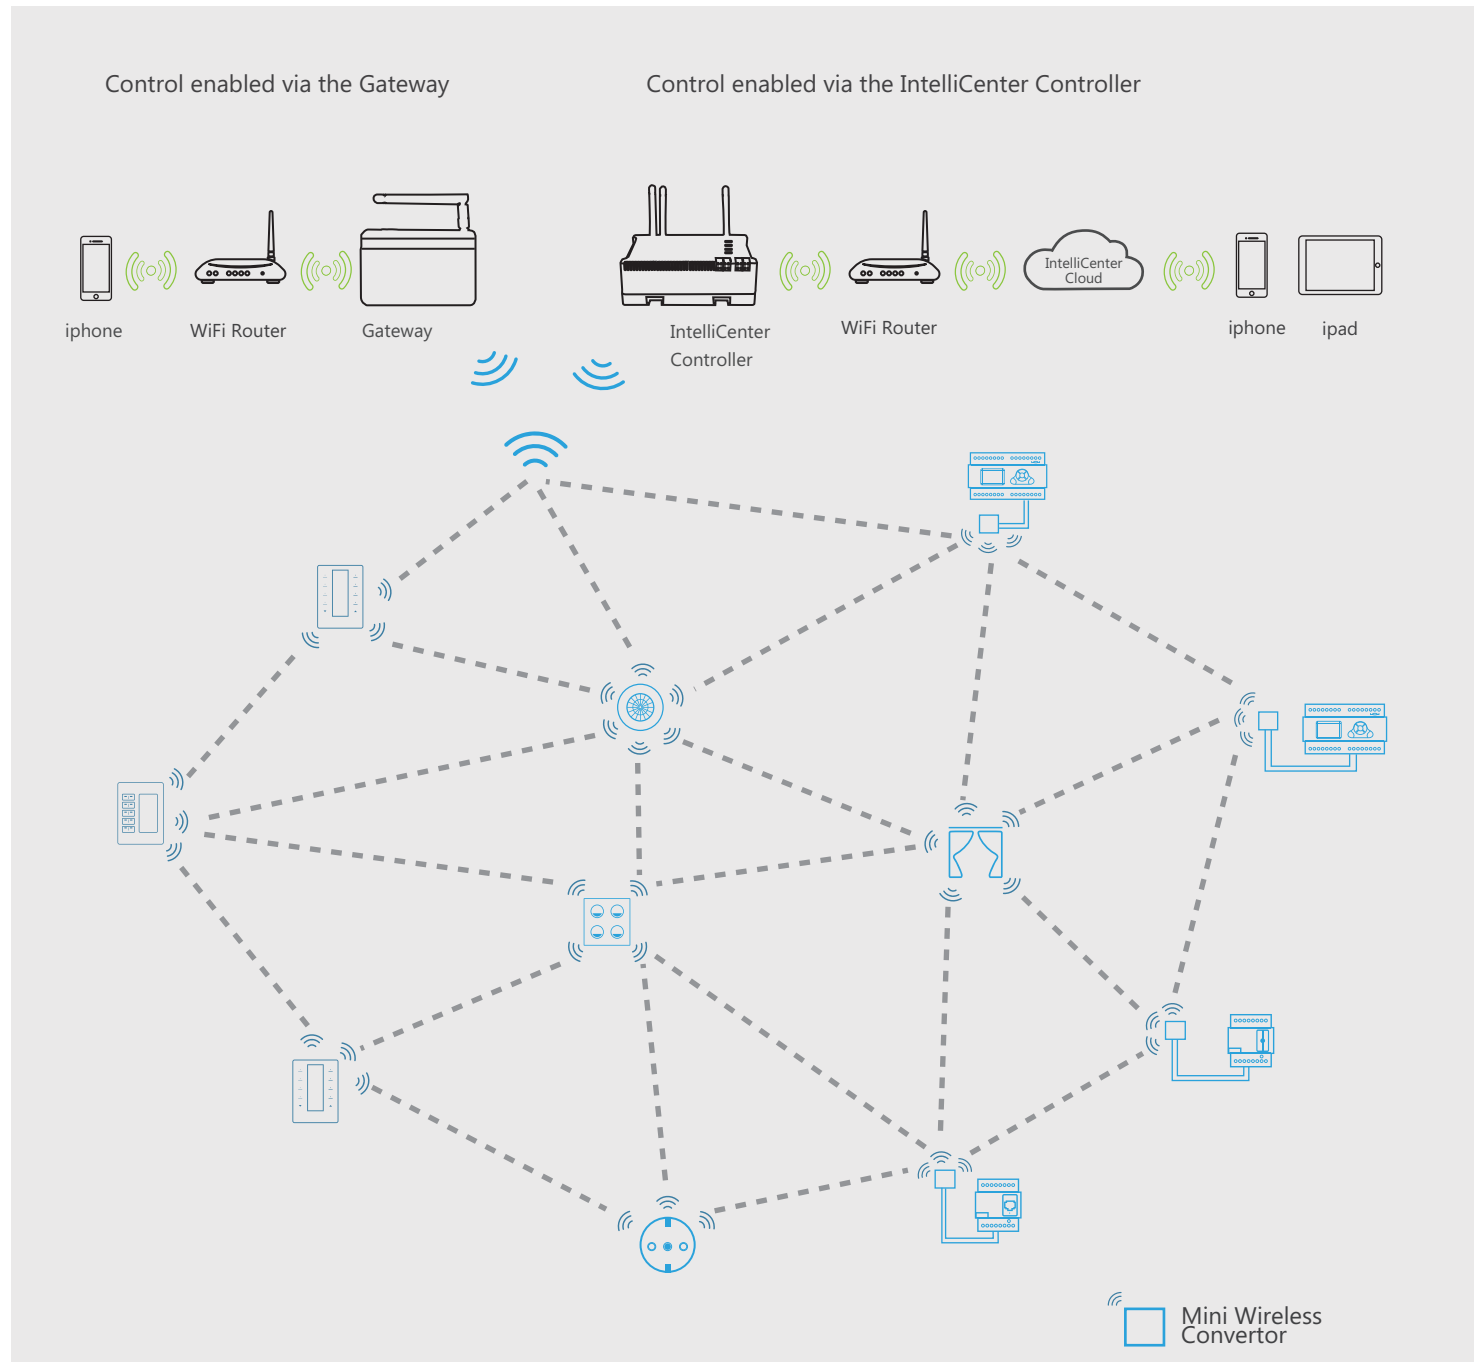 Control enabled via the Gateway
Control enabled via the IntelliCenter Controller
IntelliCenter
Cloud
iphone
WiFi Router
Gateway
IntelliCenter
Controller
WiFi Router
iphone
ipad
Mini Wireless
Convertor